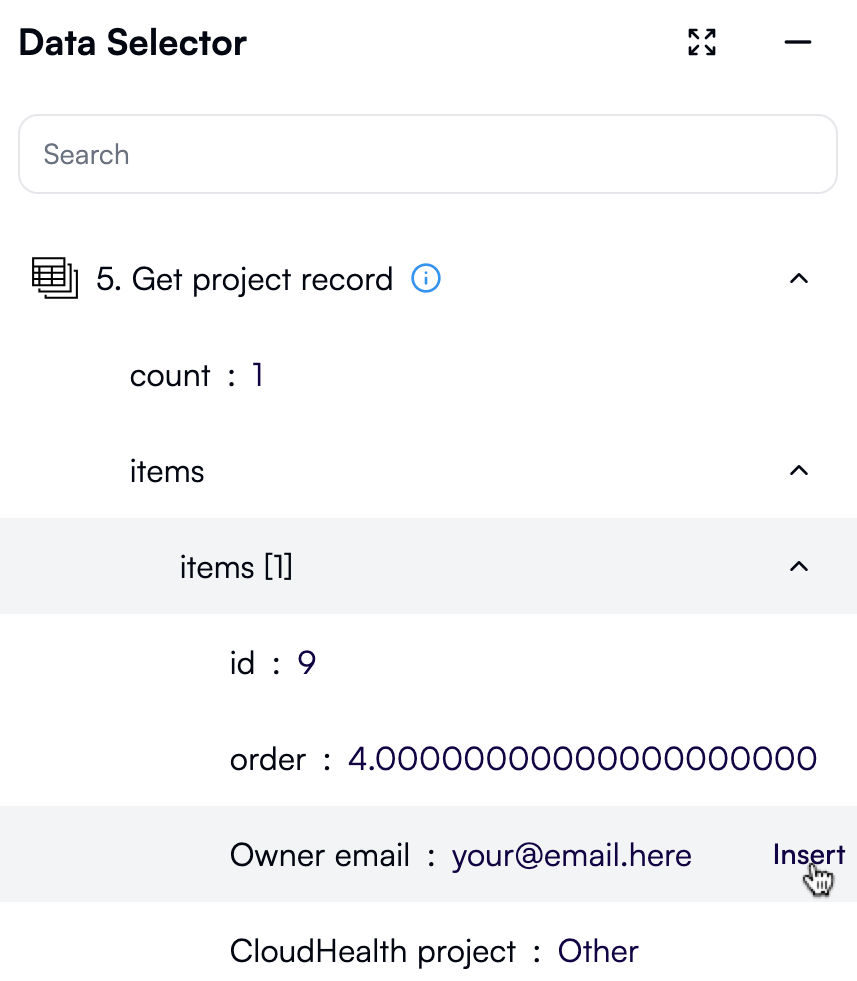 Data Selector
Search
5. Get project record
count : 1
items
items [1]
id : 9
order : 4.00000000000000000000
Owner email : your@email.here Insert
CloudHealth project : Other